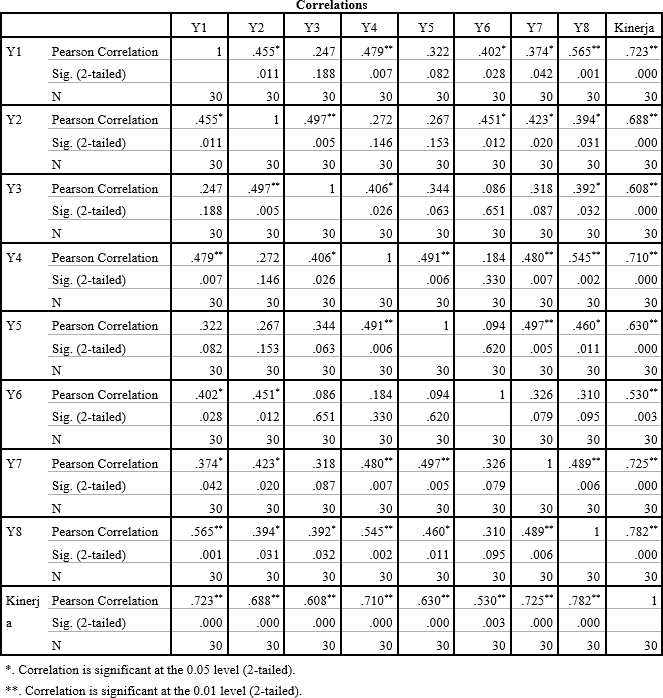 Correlations
Y1 Y2 Y3 Y4 Y5 Y6 Y7 Y8 Kinerja
Y1 Pearson Correlation 1 .455* .247 .479** .322 .402* .374* .565** .723**
Sig. (2-tailed) .011 .188 .007 .082 .028 .042 .001 .000
N 30 30 30 30 30 30 30 30 30
Y2 Pearson Correlation .455* 1 .497** .272 .267 .451* .423* .394* .688**
Sig. (2-tailed) .011 .005 .146 .153 .012 .020 .031 .000
N 30 30 30 30 30 30 30 30 30
Y3 Pearson Correlation .247 .497** 1 .406* .344 .086 .318 .392* .608**
Sig. (2-tailed) .188 .005 .026 .063 .651 .087 .032 .000
N 30 30 30 30 30 30 30 30 30
Y4 Pearson Correlation .479** .272 .406* 1 .491** .184 .480** .545** .710**
Sig. (2-tailed) .007 .146 .026 .006 .330 .007 .002 .000
N 30 30 30 30 30 30 30 30 30
Y5 Pearson Correlation .322 .267 .344 .491** 1 .094 .497** .460* .630**
Sig. (2-tailed) .082 .153 .063 .006 .620 .005 .011 .000
N 30 30 30 30 30 30 30 30 30
Y6 Pearson Correlation .402* .451* .086 .184 .094 1 .326 .310 .530**
Sig. (2-tailed) .028 .012 .651 .330 .620 .079 .095 .003
N 30 30 30 30 30 30 30 30 30
Y7 Pearson Correlation .374* .423* .318 .480** .497** .326 1 .489** .725**
Sig. (2-tailed) .042 .020 .087 .007 .005 .079 .006 .000
N 30 30 30 30 30 30 30 30 30
Y8 Pearson Correlation .565** .394* .392* .545** .460* .310 .489** 1 .782**
Sig. (2-tailed) .001 .031 .032 .002 .011 .095 .006 .000
N 30 30 30 30 30 30 30 30 30
Kinerj Pearson Correlation .723** .688** .608** .710** .630** .530** .725** .782** 1
a Sig. (2-tailed) .000 .000 .000 .000 .000 .003 .000 .000
N 30 30 30 30 30 30 30 30 30
*. Correlation is significant at the 0.05 level (2-tailed).
**. Correlation is significant at the 0.01 level (2-tailed).